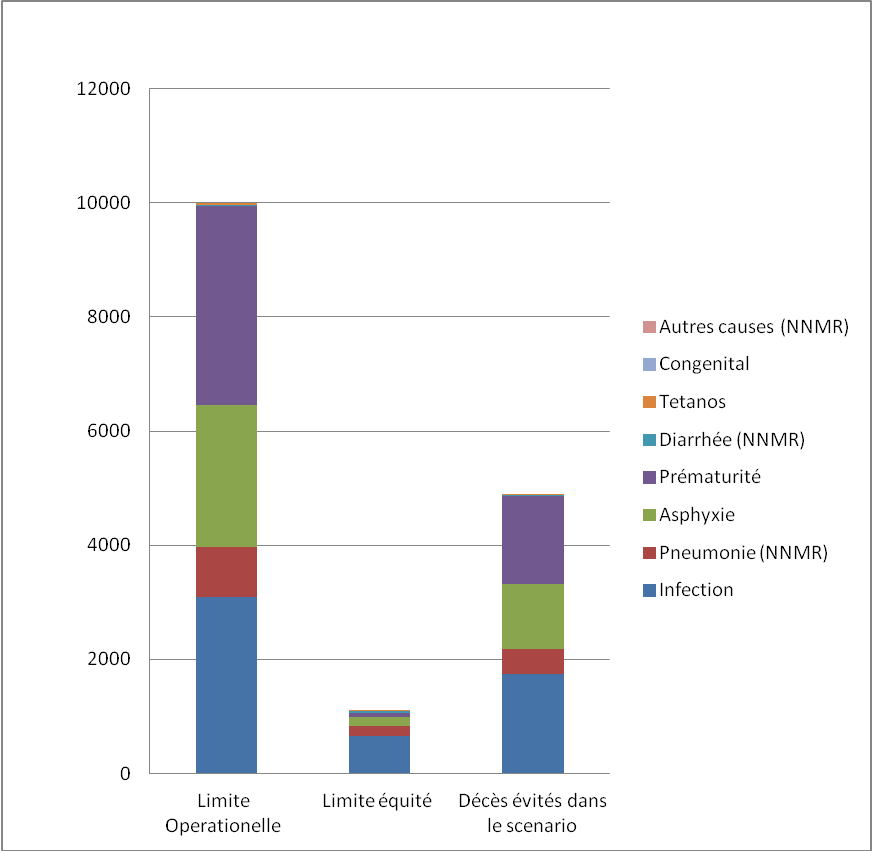 12000
10000
8000
6000
4000
2000
0
Autres causes (NNMR)
Congenital
Tetanos
Diarrhée (NNMR)
Prématurité
Asphyxie
Pneumonie (NNMR)
Infection
Limite
Operationelle
Limite équité
Décès évités dans
le scenario